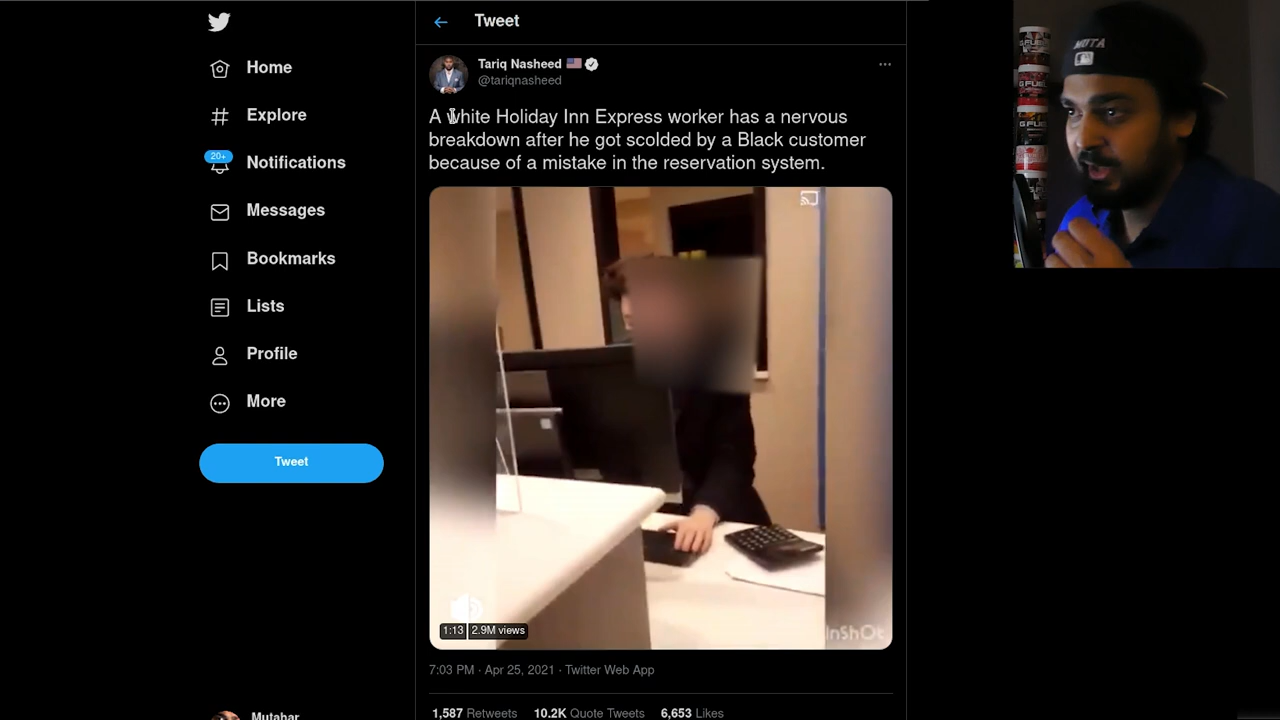 Tweet
Tariq Nasheed
@tariqnasheed
Home
Explore
20+
Notifications
Messages
Bookmarks
Lists
Profile
More
Tweet
A White Holiday Inn Express worker has a nervous
breakdown after he got scolded by a Black customer
because of a mistake in the reservation system.
1:13 2.9M views
InShOt
7:03 PM · Apr 25, 2021 · Twitter Web App
1,587 Retweets 10.2K Quote Tweets 6,653 Likes
Mutahar
MUTA
G FUEL